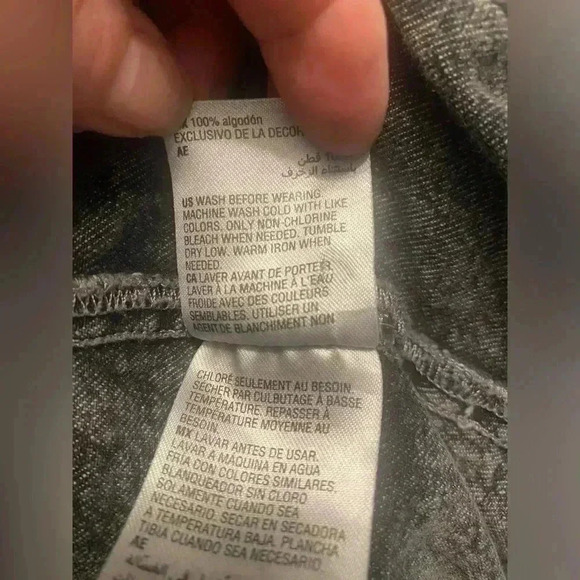 100% algodón
EXCLUSIVO DE LA
AE
قطن
باستثناء الزخرف
US WASH BEFORE WEARING
MACHINE WASH COLD WITH LIKE
COLORS, ONLY NON-CHLORINE
BLEACH WHEN NEEDED. TUMBLE
DRY LOW. WARM IRON WHEN
NEEDED.
CA LAVER AVANT DE PORTER,
LAVER À LA MACHINE À L'EAU
FROIDE AVEC DES COULEURS
SEMBLABLES. UTILISER UN
AGENT DE BLANCHIMENT NON
CHLORÉ SEULEMENT AU BESOIN.
SÉCHER PAR CULBUTAGE À BASSE
TEMPÉRATURE. REPASSER À
TEMPÉRATURE MOYENNE AU
BESOIN.
MX LAVAR ANTES DE USAR.
LAVAR A MÁQUINA EN AGUA
FRÍA CON COLORES SIMILARES.
BLANQUEADOR SIN CLORO
SOLAMENTE CUANDO SEA
NECESARIO. SECAR EN SECADORA
A TEMPERATURA BAJA. PLANCHA
TIBIA CUANDO SEA NECESARIO
AE